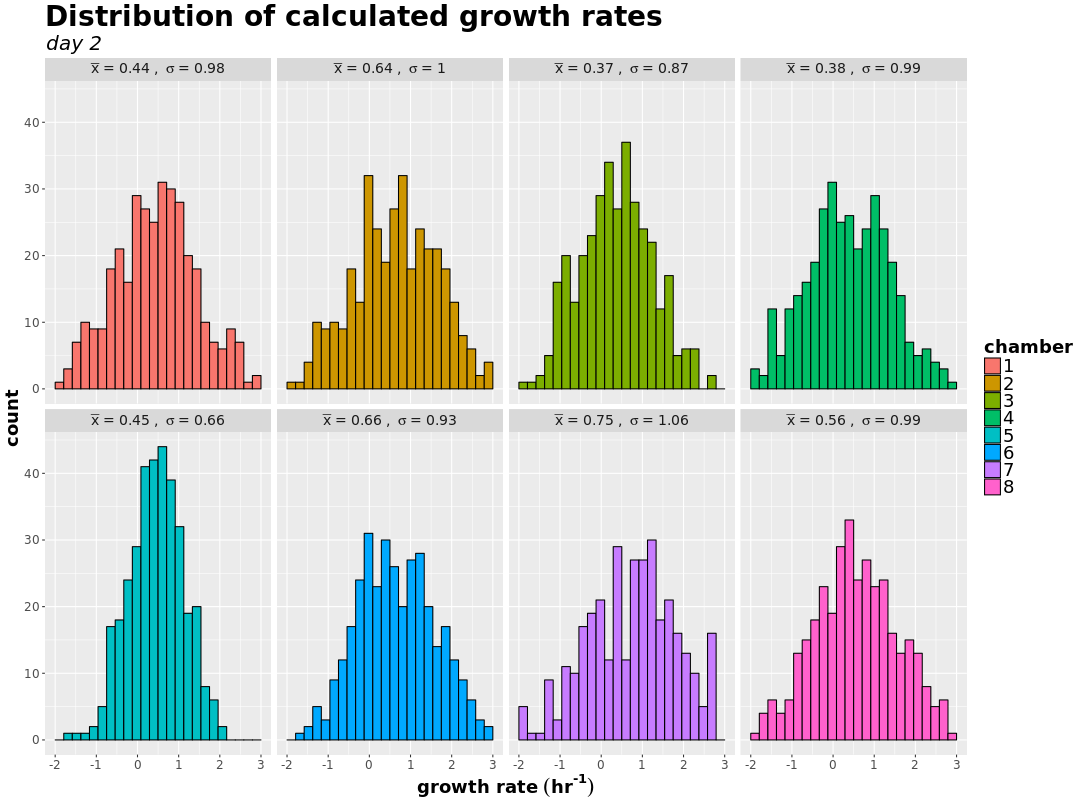 Distribution of calculated growth rates
day 2
x̅ = 0.44 , σ = 0.98
x̅ = 0.64 , σ = 1
x̅ = 0.37 , σ = 0.87
x̅ = 0.38 , σ = 0.99
40
30
20
10
0
x̅ = 0.45 , σ = 0.66
x̅ = 0.66 , σ = 0.93
x̅ = 0.75 , σ = 1.06
x̅ = 0.56 , σ = 0.99
40
30
20
10
0
count
-2 -1 0 1 2 3
-2 -1 0 1 2 3
-2 -1 0 1 2 3
-2 -1 0 1 2 3
growth rate (hr⁻¹)
chamber
1
2
3
4
5
6
7
8